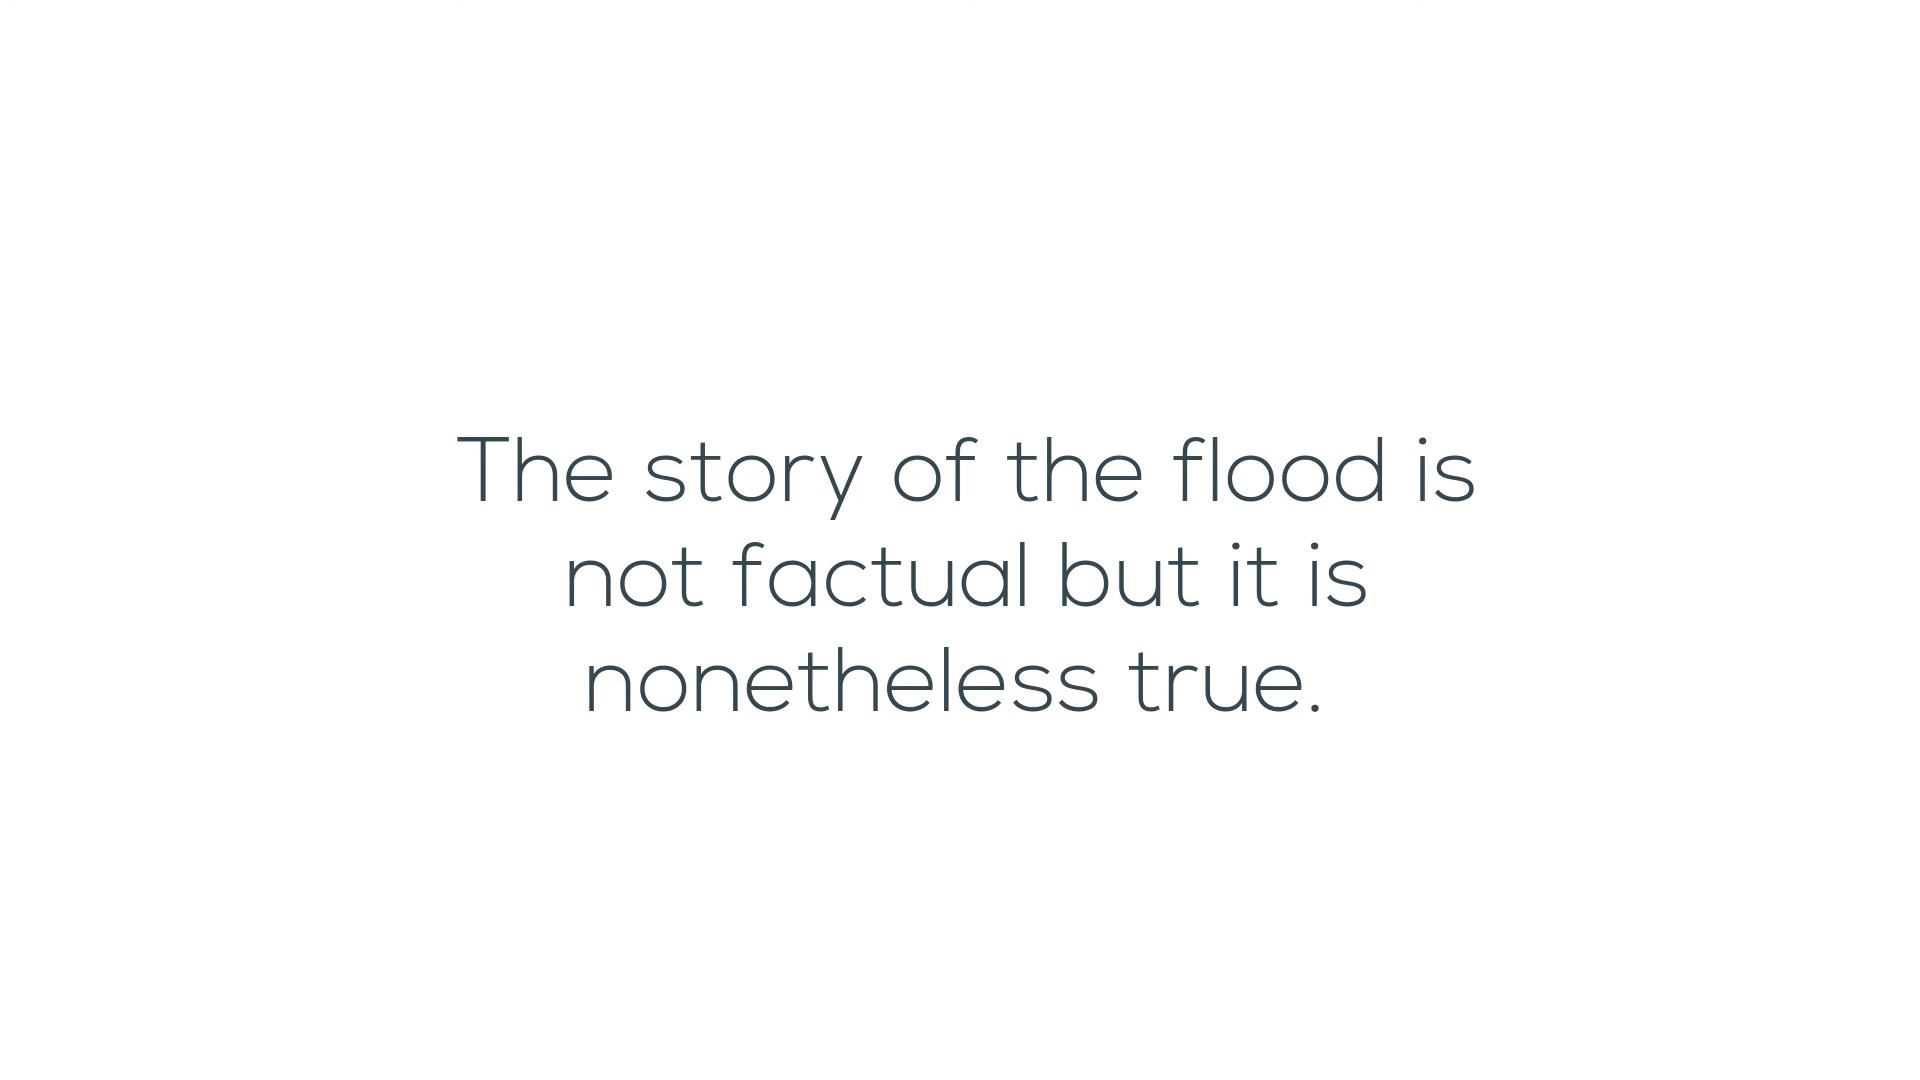 The story of the flood is
not factual but it is
nonetheless true.